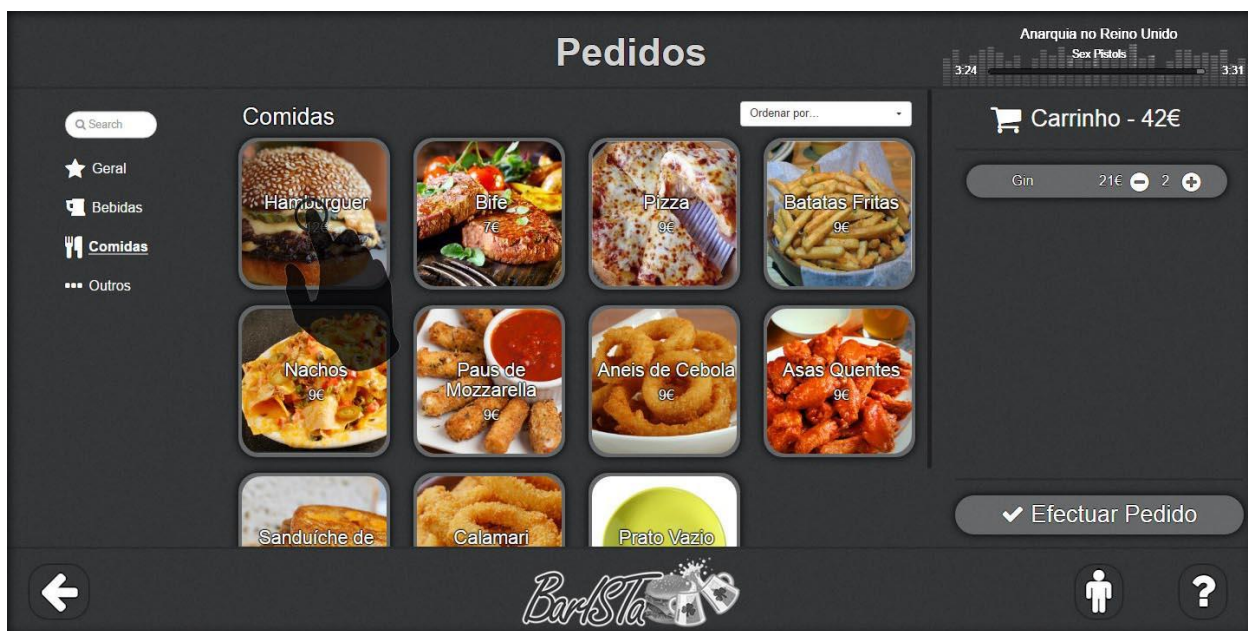 Pedidos
Anarquia no Reino Unido
Sex Pistols
3:24
3:31
Search
Geral
Bebidas
Comidas
Outros
Comidas
Ordenar por...
Hambúrguer
Bife
7€
Pizza
9€
Batatas Fritas
9€
Nachos
9€
Paus de
Mozzarella
9€
Aneis de Cebola
9€
Asas Quentes
9€
Sanduíche de
Calamari
Prato Vazio
Carrinho - 42€
Gin 21€ 2
Efectuar Pedido
BarISTa
?